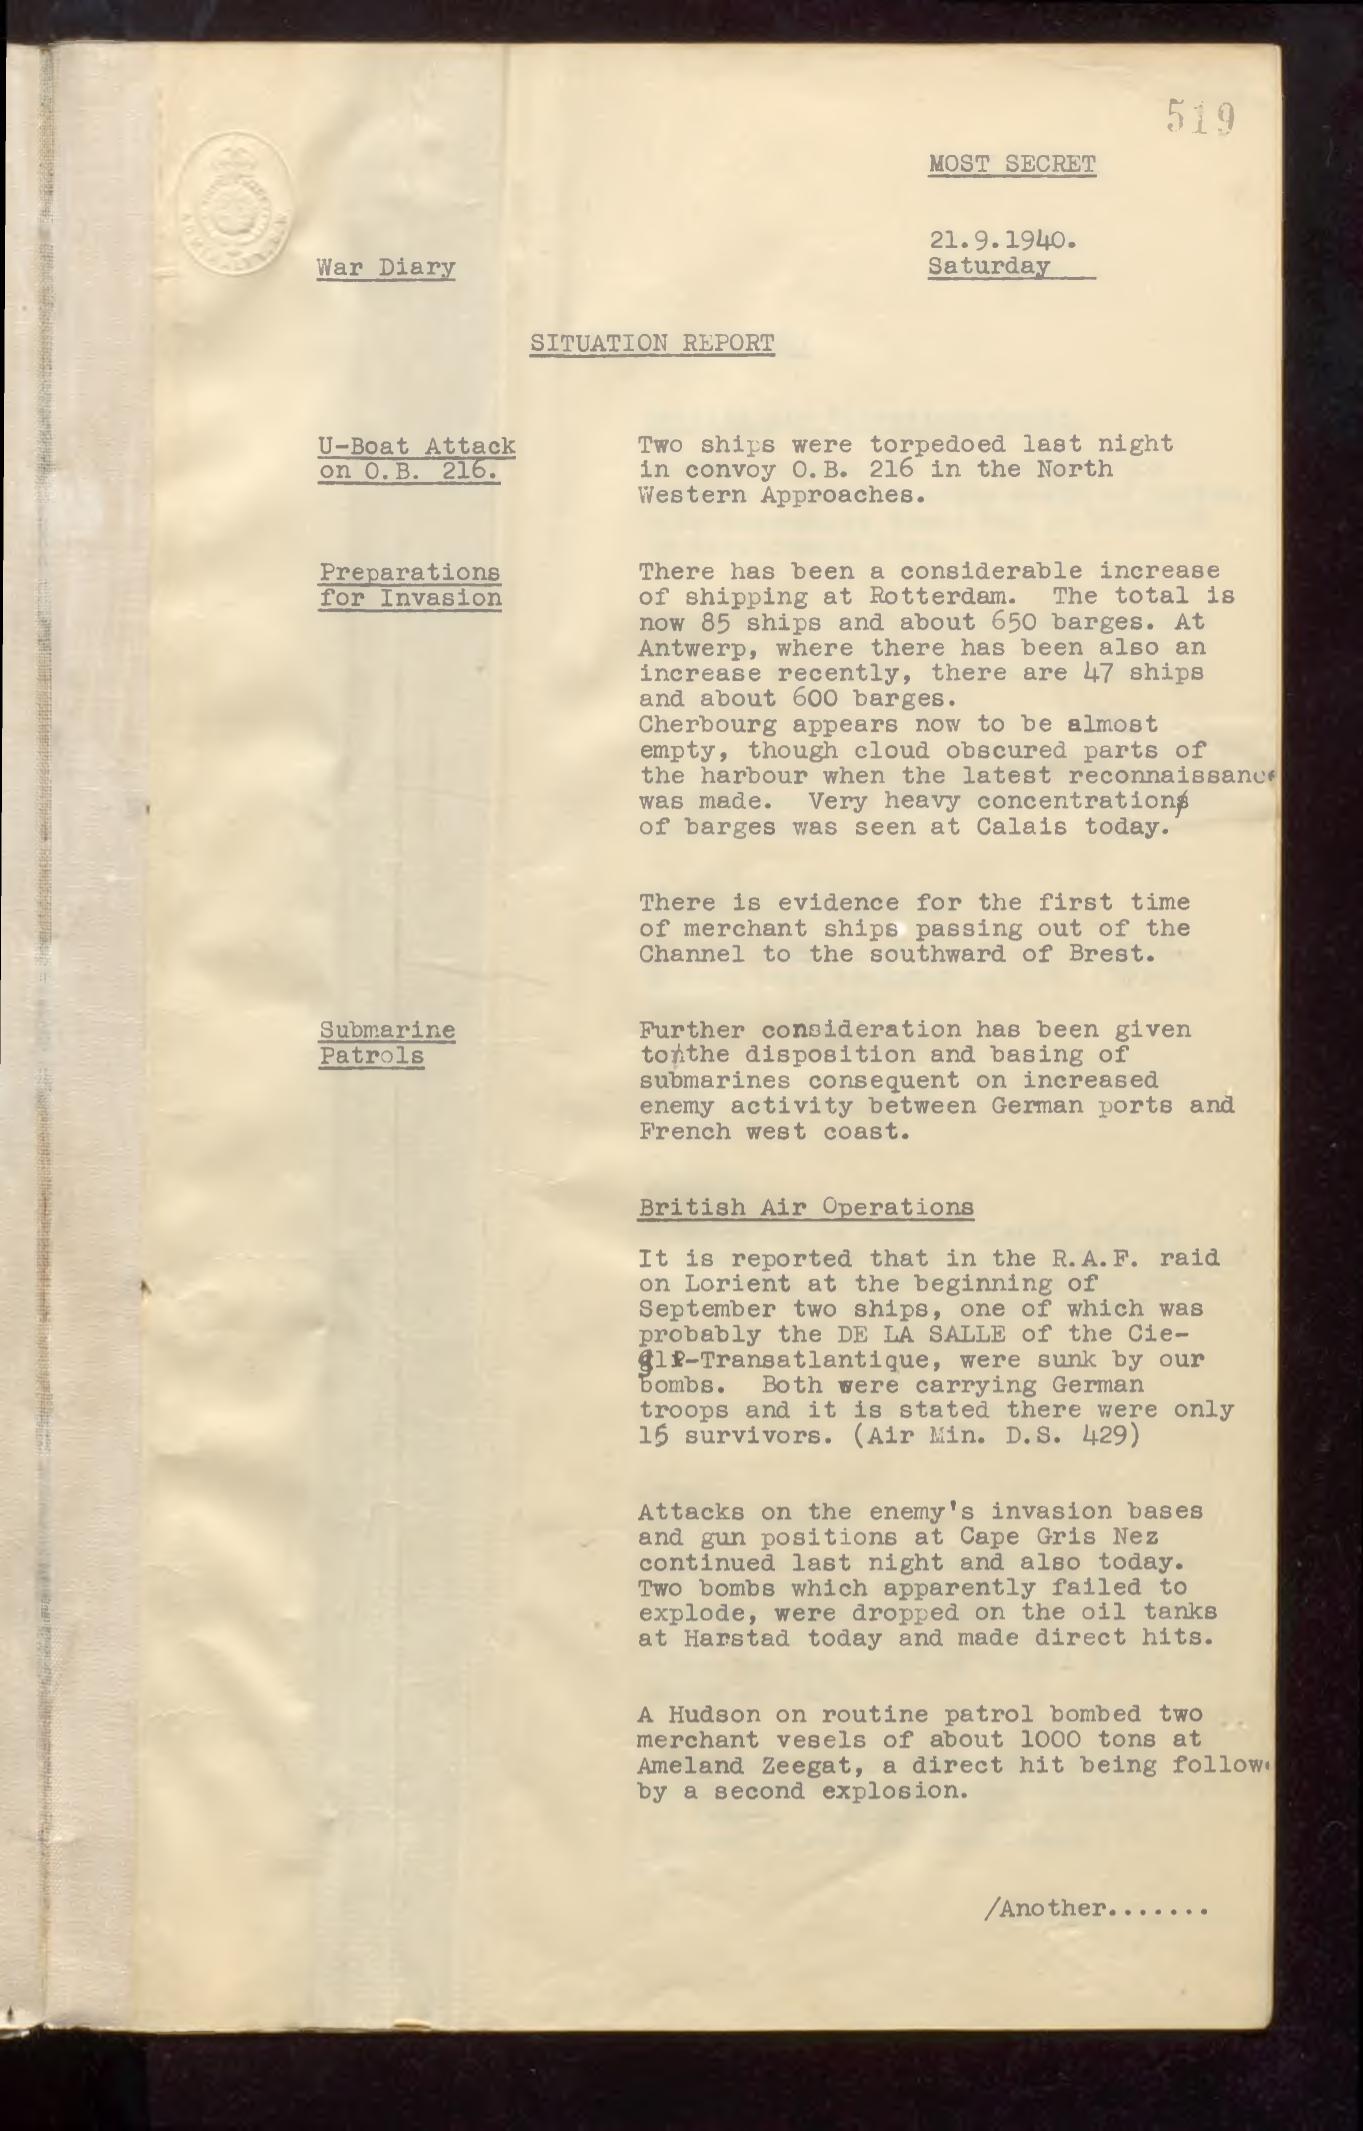 519
MOST SECRET
21.9.1940.
Saturday
War Diary
SITUATION REPORT
U-Boat Attack
on O.B. 216.
Two ships were torpedoed last night
in convoy O.B. 216 in the North
Western Approaches.
Preparations
for Invasion
There has been a considerable increase
of shipping at Rotterdam. The total is
now 85 ships and about 650 barges. At
Antwerp, where there has been also an
increase recently, there are 47 ships
and about 600 barges.
Cherbourg appears now to be almost
empty, though cloud obscured parts of
the harbour when the latest reconnaissance
was made. Very heavy concentration
of barges was seen at Calais today.
There is evidence for the first time
of merchant ships passing out of the
Channel to the southward of Brest.
Submarine
Patrols
Further consideration has been given
to the disposition and basing of
submarines consequent on increased
enemy activity between German ports and
French west coast.
British Air Operations
It is reported that in the R.A.F. raid
on Lorient at the beginning of
September two ships, one of which was
probably the DE LA SALLE of the Cie-
-Transatlantique, were sunk by our
bombs. Both were carrying German
troops and it is stated there were only
15 survivors. (Air Min. D.S. 429)
Attacks on the enemy's invasion bases
and gun positions at Cape Gris Nez
continued last night and also today.
Two bombs which apparently failed to
explode, were dropped on the oil tanks
at Harstad today and made direct hits.
A Hudson on routine patrol bombed two
merchant vesels of about 1000 tons at
Ameland Zeegat, a direct hit being follow
by a second explosion.
/Another.......